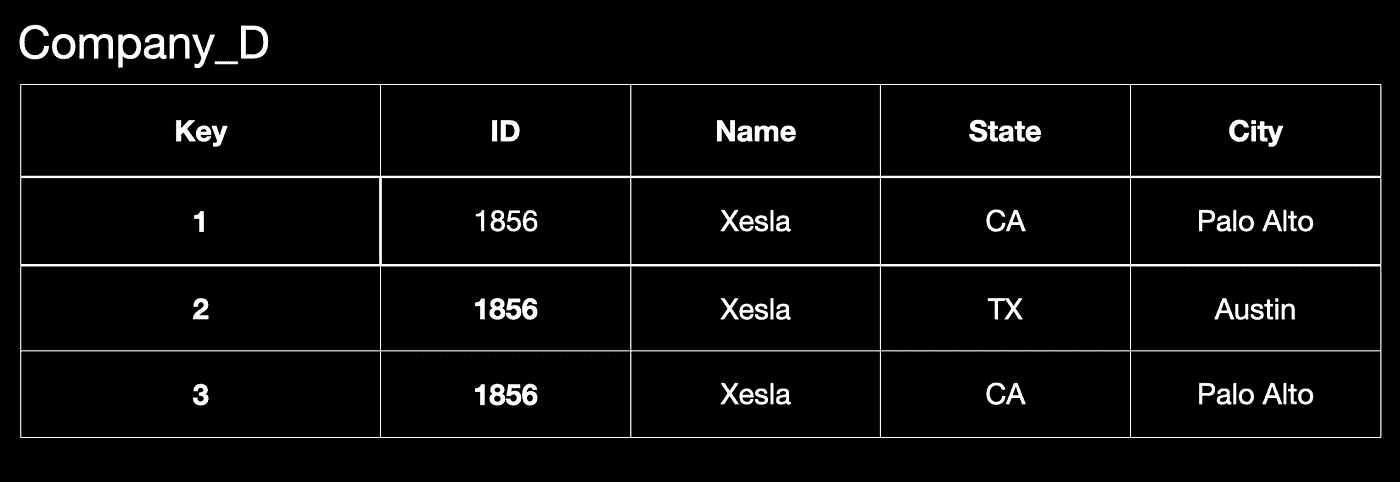 Company_D
Key ID Name State City
1 1856 Xesla CA Palo Alto
2 1856 Xesla TX Austin
3 1856 Xesla CA Palo Alto